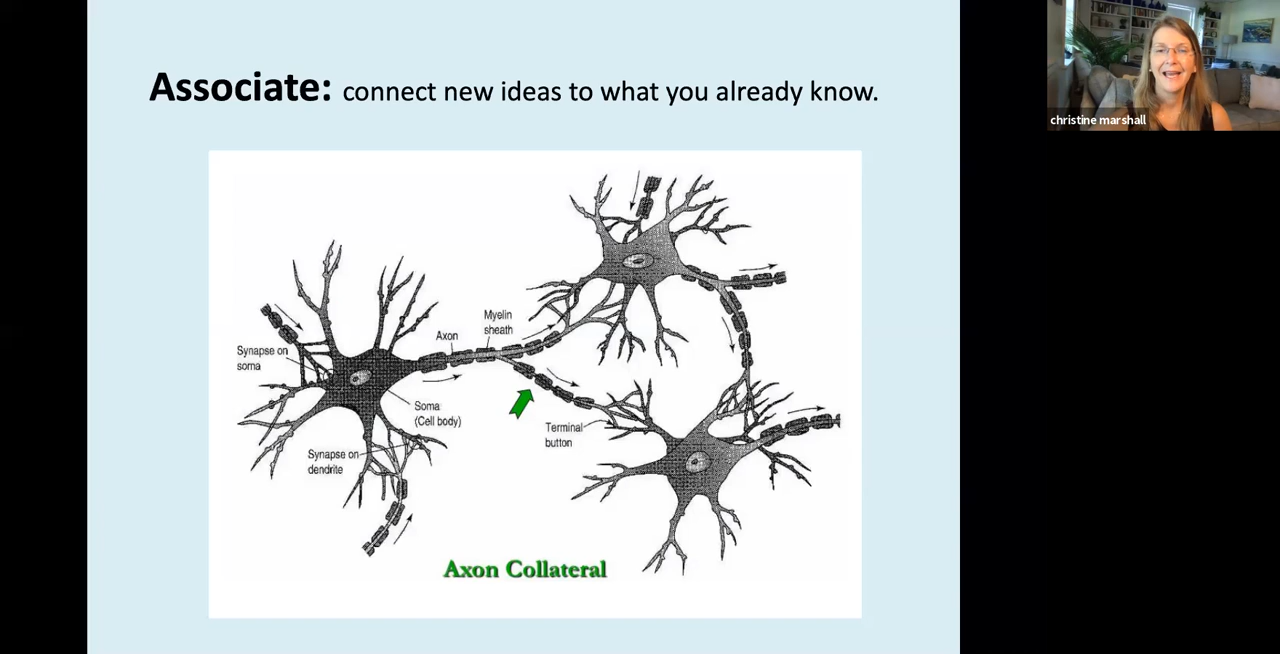 Associate: connect new ideas to what you already know.
christine marshall
Myelin
sheath
Axon
Synapse on
soma
Soma
(Cell body)
Terminal
button
Synapse on
dendrite
Axon Collateral